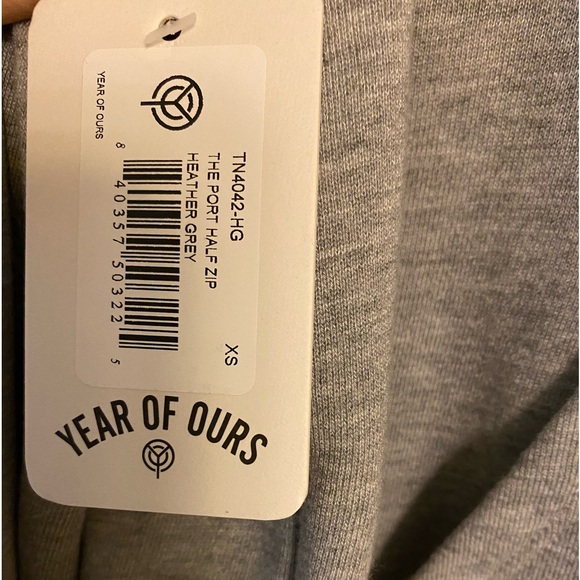 YEAR OF OURS
TN4042-HG
THE PORT HALF ZIP
HEATHER GREY
XS
8 40357 50322 5
YEAR OF OURS